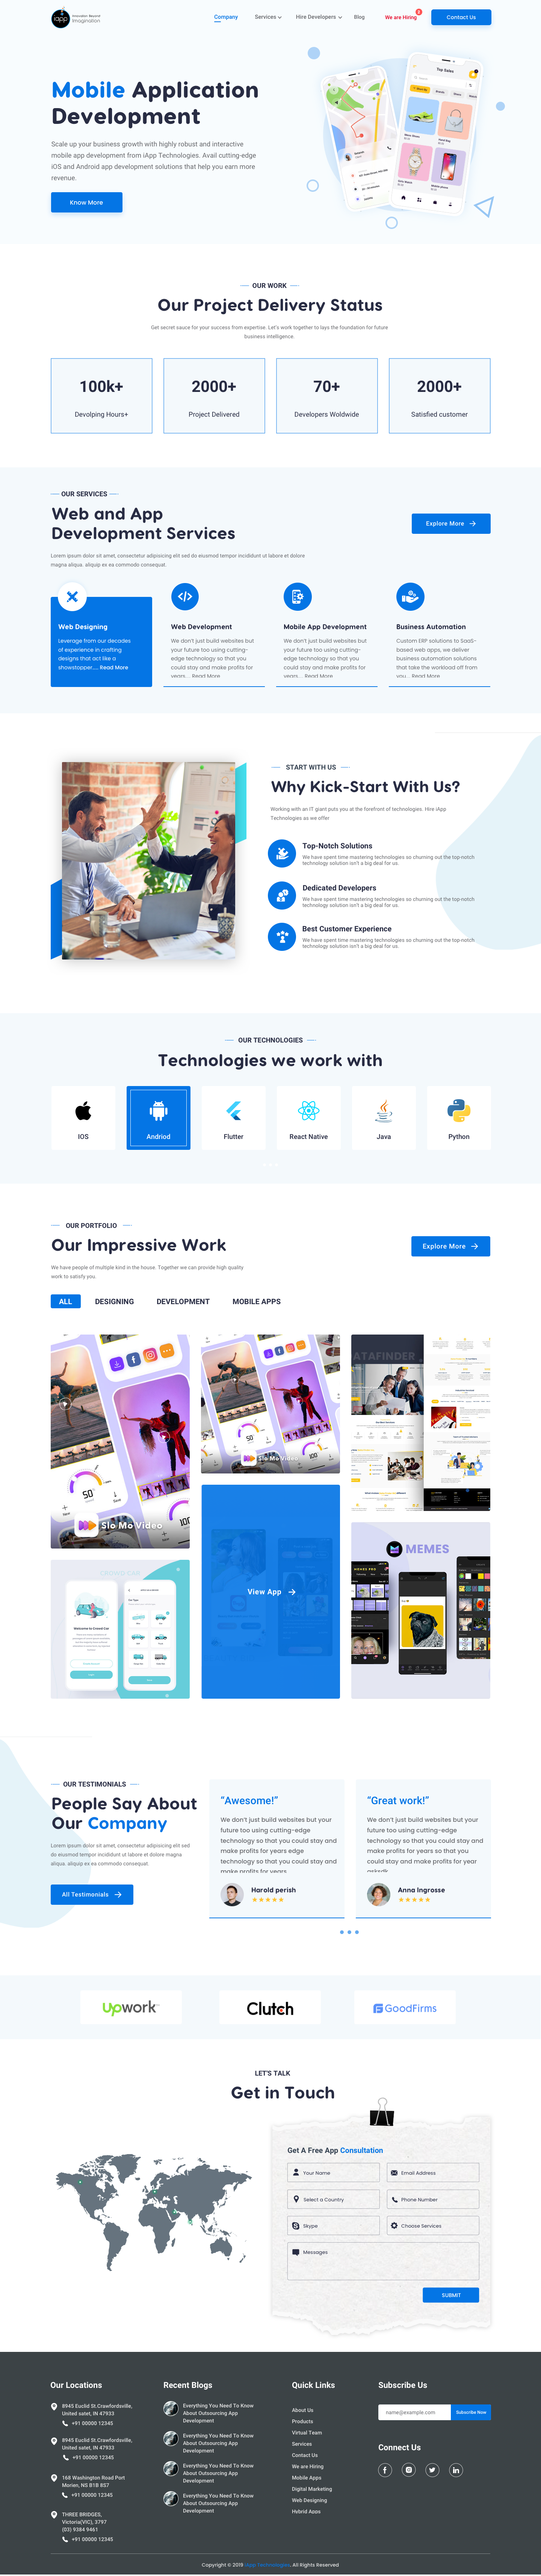 iapp
Innovation Beyond
Imagination
Company
Services
Hire Developers
Blog
We are Hiring
Contact Us
Mobile Application
Development
Scale up your business growth with highly robust and interactive
mobile app development from iApp Technologies. Avail cutting-edge
iOS and Android app development solutions that help you earn more
revenue.
Know More
Top Sales
OUR WORK
Our Project Delivery Status
Get secret sauce for your success from expertise. Let's work together to lays the foundation for future
business intelligence.
100k+
Devolping Hours+
2000+
Project Delivered
70+
Developers Woldwide
2000+
Satisfied customer
OUR SERVICES
Web and App
Development Services
Explore More
Lorem ipsum dolor sit amet, consectetur adipisicing elit sed do eiusmod tempor incididunt ut labore et dolore
magna aliqua. aliquip ex ea commodo consequat.
Web Designing
Leverage from our decades
of experience in crafting
designs that act like a
showstopper.... Read More
Web Development
We don't just build websites but
your future too using cutting-
edge technology so that you
could stay and make profits for
years.... Read More
Mobile App Development
We don't just build websites but
your future too using cutting-
edge technology so that you
could stay and make profits for
years.... Read More
Business Automation
Custom ERP solutions to SaaS-
based web apps, we deliver
business automation solutions
that take the workload off from
you.... Read More
START WITH US
Why Kick-Start With Us?
Working with an IT giant puts you at the forefront of technologies. Hire iApp
Technologies as we offer
Top-Notch Solutions
We have spent time mastering technologies so churning out the top-notch
technology solution isn't a big deal for us.
Dedicated Developers
We have spent time mastering technologies so churning out the top-notch
technology solution isn't a big deal for us.
Best Customer Experience
We have spent time mastering technologies so churning out the top-notch
technology solution isn't a big deal for us.
OUR TECHNOLOGIES
Technologies we work with
IOS
Andriod
Flutter
React Native
Java
Python
OUR PORTFOLIO
Our Impressive Work
Explore More
We have people of multiple kind in the house. Together we can provide high quality
work to satisfy you.
ALL
DESIGNING
DEVELOPMENT
MOBILE APPS
50
100
Slo Mo Video
50
100
Slo Mo Video
DATAFINDER
View App
MEMES
MEMES PRO
Welcome to Crowd Car
OUR TESTIMONIALS
People Say About
Our Company
Lorem ipsum dolor sit amet, consectetur adipisicing elit sed
do eiusmod tempor incididunt ut labore et dolore magna
aliqua. aliquip ex ea commodo consequat.
All Testimonials
“Awesome!”
We don't just build websites but your
future too using cutting-edge
technology so that you could stay and
make profits for years edge
technology so that you could stay and
make profits for years
Harold perish
“Great work!”
We don't just build websites but your
future too using cutting-edge
technology so that you could stay and
make profits for years so that you
could stay and make profits for year
Anna Ingrosse
upwork
Clutch
GoodFirms
LET'S TALK
Get in Touch
Get A Free App Consultation
Your Name
Email Address
Select a Country
Phone Number
Skype
Choose Services
Messages
SUBMIT
Our Locations
8945 Euclid St.Crawfordsville,
United satet, IN 47933
+91 00000 12345
8945 Euclid St.Crawfordsville,
United satet, IN 47933
+91 00000 12345
168 Washington Road Port
Morien, NS B1B 8S7
+91 00000 12345
THREE BRIDGES,
Victoria(VIC), 3797
(03) 9384 9461
+91 00000 12345
Recent Blogs
Everything You Need To Know
About Outsourcing App
Development
Everything You Need To Know
About Outsourcing App
Development
Everything You Need To Know
About Outsourcing App
Development
Everything You Need To Know
About Outsourcing App
Development
Quick Links
About Us
Products
Virtual Team
Services
Contact Us
We are Hiring
Mobile Apps
Digital Marketing
Web Designing
Hebrid Apps
Subscribe Us
name@example.com
Subscribe Now
Connect Us
Copyright © 2019 iApp Technologies. All Rights Reserved